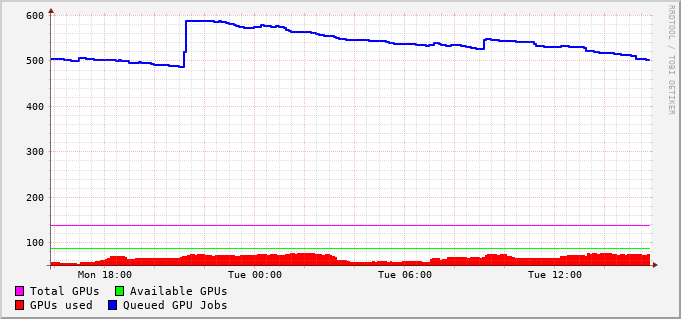 600
500
400
300
200
100
Mon 18:00 Tue 00:00 Tue 06:00 Tue 12:00
Total GPUs Available GPUs
GPUs used Queued GPU Jobs
RRDTOOL / TOBI OETIKER